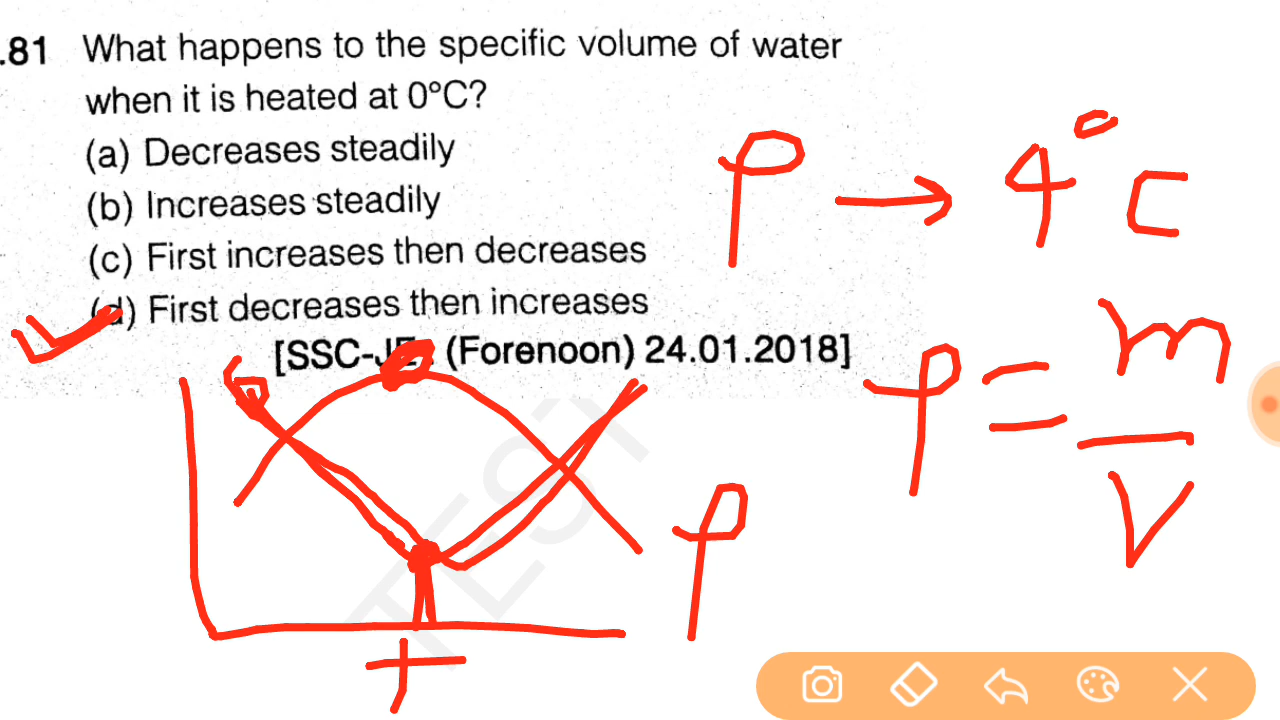 .81 What happens to the specific volume of water
when it is heated at 0°C?
(a) Decreases steadily
(b) Increases steadily
(c) First increases then decreases
(d) First decreases then increases
[SSC-JE: (Forenoon) 24.01.2018]
ρ → 4°C
ρ = m
V
ρ
TEST